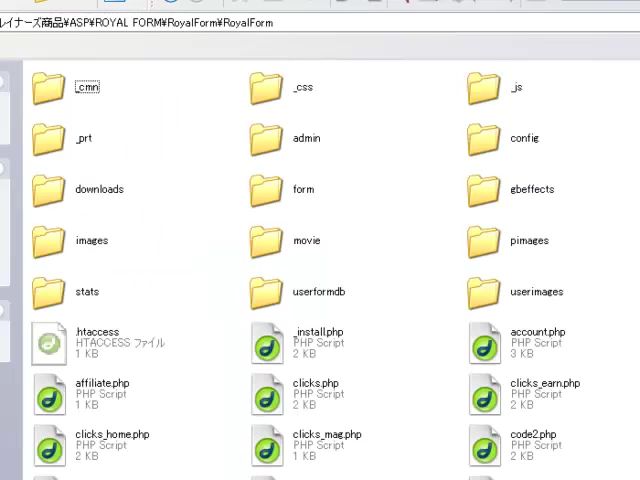 レイナーズ商品¥ASP¥ROYAL FORM¥RoyalForm¥RoyalForm
_cmn
_css
_js
_prt
admin
config
downloads
form
gbeffects
images
movie
pimages
stats
userformdb
userimages
.htaccess
HTACCESS ファイル
1 KB
_install.php
PHP Script
2 KB
account.php
PHP Script
3 KB
affiliate.php
PHP Script
1 KB
clicks.php
PHP Script
2 KB
clicks_earn.php
PHP Script
2 KB
clicks_home.php
PHP Script
2 KB
clicks_mag.php
PHP Script
1 KB
code2.php
PHP Script
2 KB